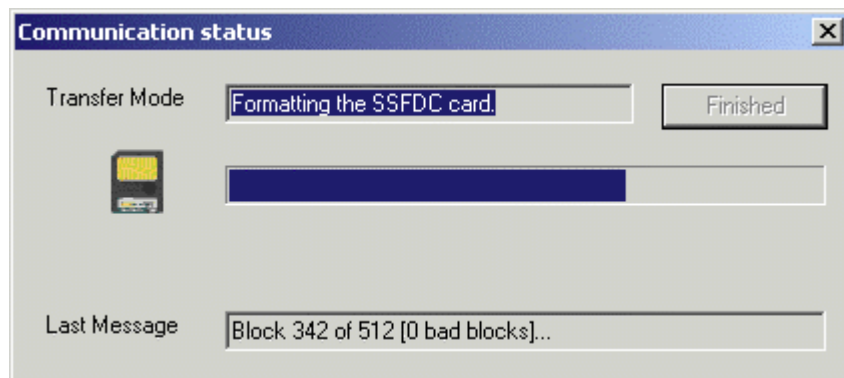 Communication status
Transfer Mode
Formatting the SSFDC card.
Finished
Last Message
Block 342 of 512 [0 bad blocks]...